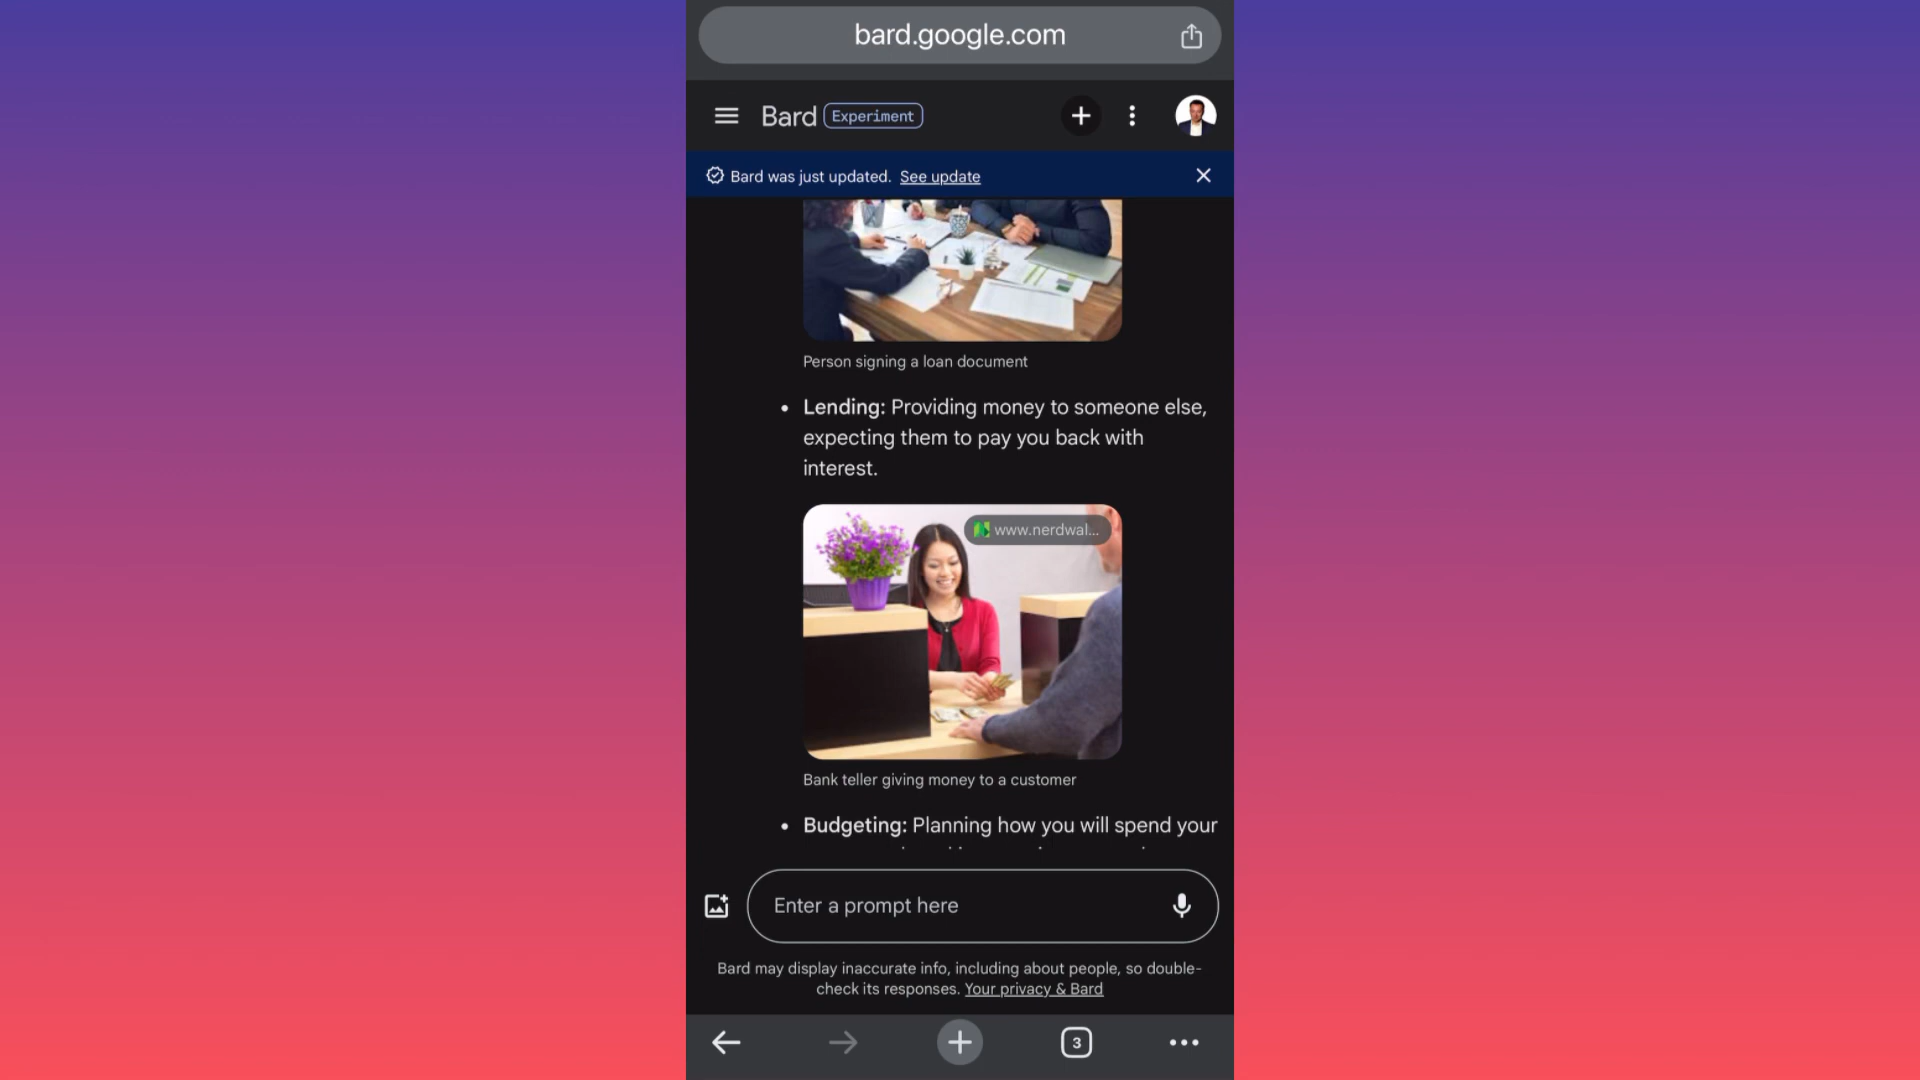 bard.google.com
Bard Experiment
Bard was just updated. See update
Person signing a loan document
• Lending: Providing money to someone else,
expecting them to pay you back with
interest.
www.nerdwal...
Bank teller giving money to a customer
• Budgeting: Planning how you will spend your
Enter a prompt here
Bard may display inaccurate info, including about people, so double-
check its responses. Your privacy & Bard
3